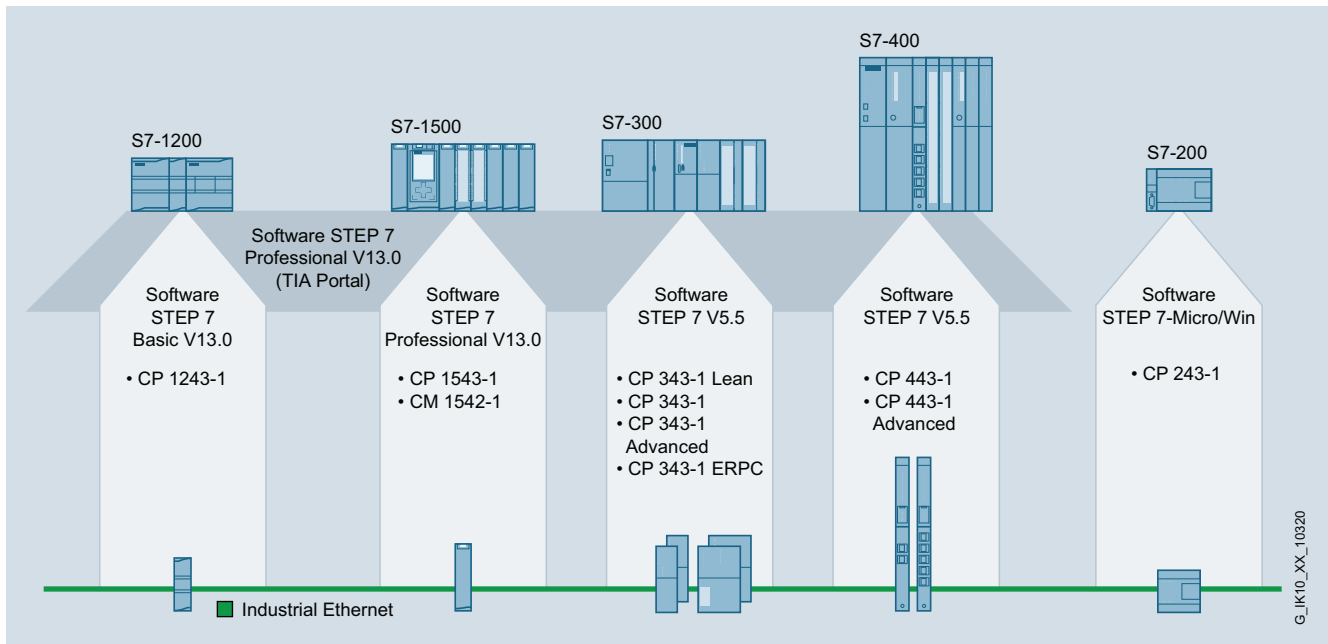 S7-400
S7-1200
S7-1500
S7-300
S7-200
Software STEP 7
Professional V13.0
(TIA Portal)
Software
STEP 7
Basic V13.0
• CP 1243-1
Software
STEP 7
Professional V13.0
• CP 1543-1
• CM 1542-1
Software
STEP 7 V5.5
• CP 343-1 Lean
• CP 343-1
• CP 343-1
Advanced
• CP 343-1 ERPC
Software
STEP 7 V5.5
• CP 443-1
• CP 443-1
Advanced
Software
STEP 7-Micro/Win
• CP 243-1
Industrial Ethernet
G_IK10_XX_10320